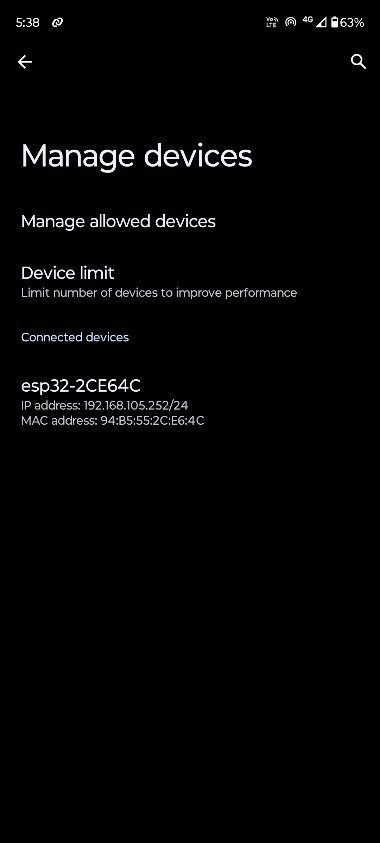 5:38 Vo LTE 4G 63%
Manage devices
Manage allowed devices
Device limit
Limit number of devices to improve performance
Connected devices
esp32-2CE64C
IP address: 192.168.105.252/24
MAC address: 94:B5:55:2C:E6:4C